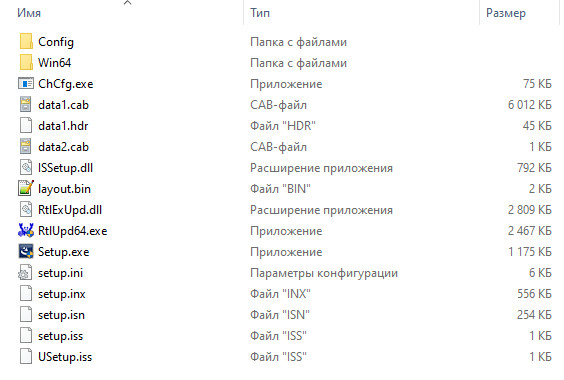 Имя Тип Размер
Config Папка с файлами
Win64 Папка с файлами
ChCfg.exe Приложение 75 КБ
data1.cab CAB-файл 6 012 КБ
data1.hdr Файл "HDR" 45 КБ
data2.cab CAB-файл 1 КБ
ISSetup.dll Расширение приложения 792 КБ
layout.bin Файл "BIN" 2 КБ
RtlExUpd.dll Расширение приложения 2 809 КБ
RtlUpd64.exe Приложение 2 467 КБ
Setup.exe Приложение 1 175 КБ
setup.ini Параметры конфигурации 6 КБ
setup.inx Файл "INX" 556 КБ
setup.isn Файл "ISN" 254 КБ
setup.iss Файл "ISS" 1 КБ
USetup.iss Файл "ISS" 1 КБ